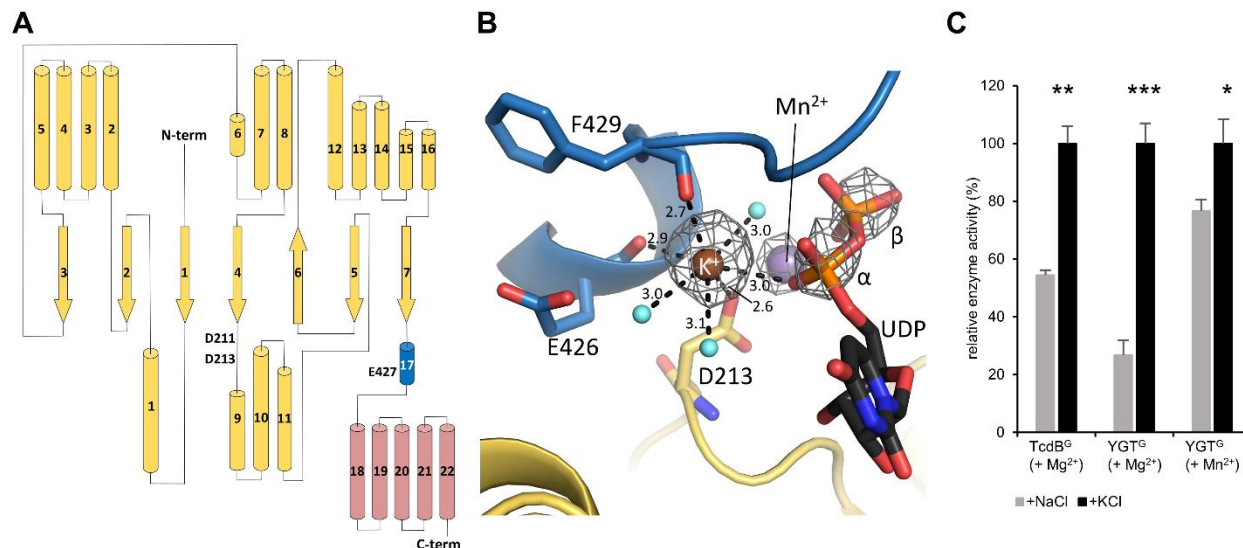 A
5 4 3 2
N-term
6 7 8
12 13 14 15 16
3 2 1 4 6 5 7
D211
D213
E427 17
1
9 10 11
18 19 20 21 22
C-term
B
F429
Mn²⁺
2.7
3.0
2.9
K⁺
β
α
3.0
3.0
2.6
3.1
E426
D213
UDP
C
relative enzyme activity (%)
120
100
80
60
40
20
0
** *** *
TcdBᴳ YGTᴳ YGTᴳ
(+ Mg²⁺) (+ Mg²⁺) (+ Mn²⁺)
+NaCl +KCl